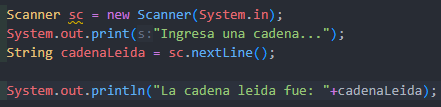 Scanner sc = new Scanner(System.in);
System.out.print(s:"Ingresa una cadena...");
String cadenaLeida = sc.nextLine();
System.out.println("La cadena leida fue: "+cadenaLeida);